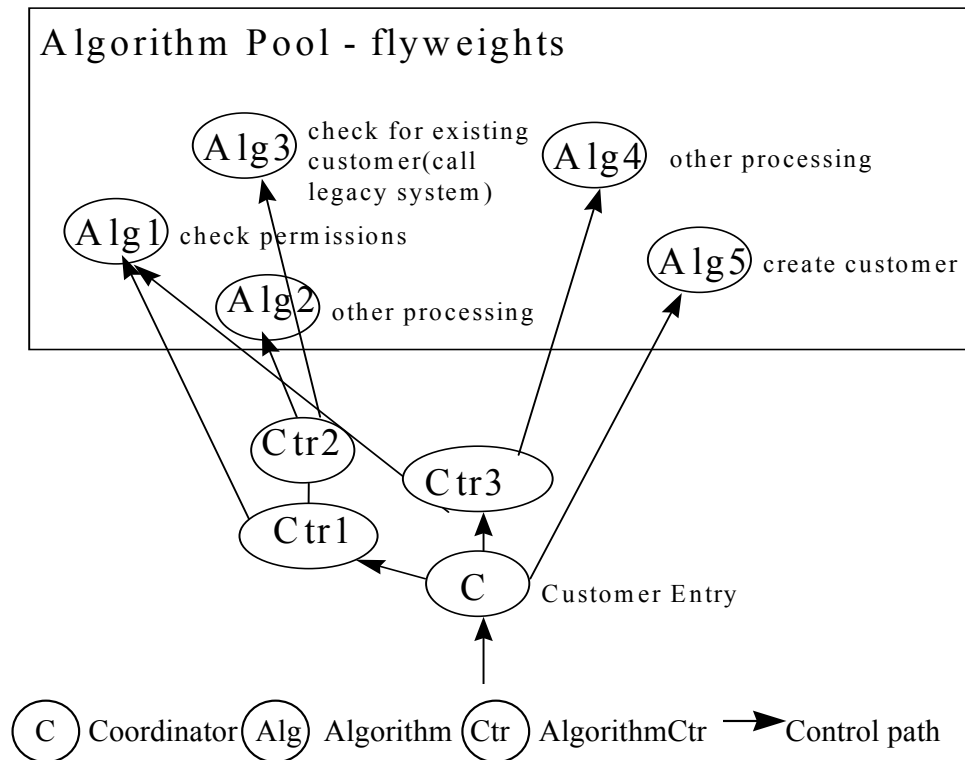 Algorithm Pool - flyweights
Alg3
check for existing
customer(call
legacy system)
Alg4
other processing
Alg1
check permissions
Alg5
create customer
Alg2
other processing
Ctr2
Ctr3
Ctr1
C
Customer Entry
C Coordinator Alg Algorithm Ctr AlgorithmCtr Control path